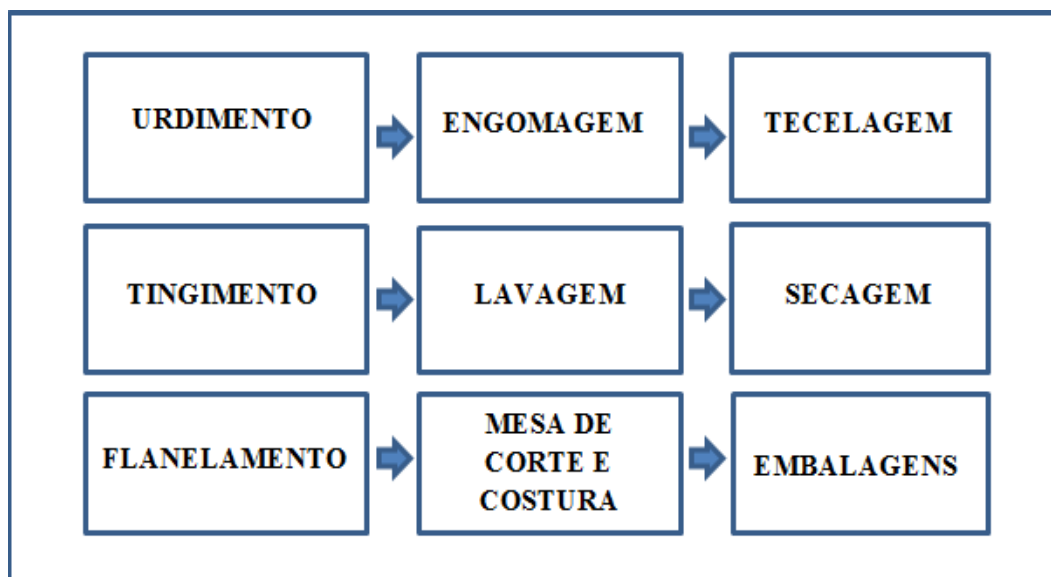 URDIMENTO
ENGOMAGEM
TECELAGEM
TINGIMENTO
LAVAGEM
SECAGEM
FLANELAMENTO
MESA DE
CORTE E
COSTURA
EMBALAGENS